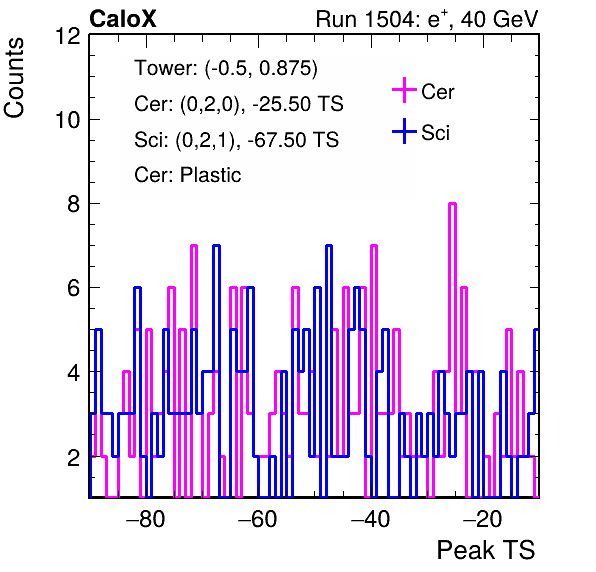 CaloX Run 1504: e+, 40 GeV
Counts
12
10
8
6
4
2
Tower: (-0.5, 0.875)
Cer: (0,2,0), -25.50 TS
Sci: (0,2,1), -67.50 TS
Cer: Plastic
Cer
Sci
−80 −60 −40 −20
Peak TS